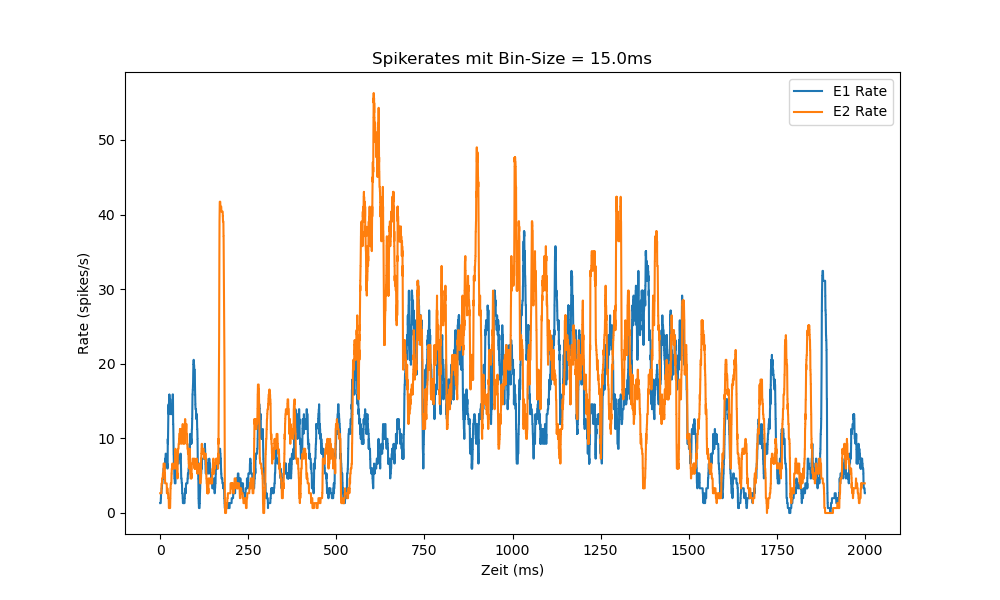 Spikerates mit Bin-Size = 15.0ms
E1 Rate
E2 Rate
Rate (spikes/s)
50
40
30
20
10
0
0 250 500 750 1000 1250 1500 1750 2000
Zeit (ms)